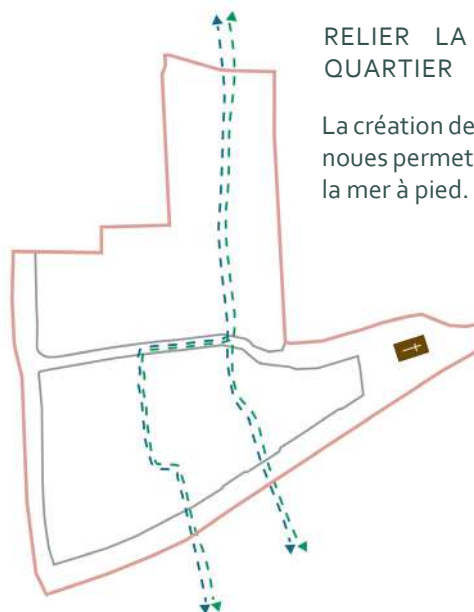 RELIER LA
QUARTIER
La création de
noues permet
la mer à pied.